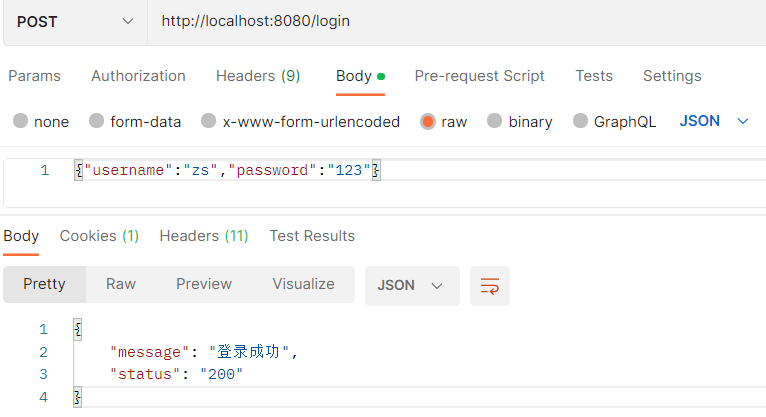 POST http://localhost:8080/login
Params Authorization Headers (9) Body Pre-request Script Tests Settings
none form-data x-www-form-urlencoded raw binary GraphQL JSON
1 {"username":"zs","password":"123"}
Body Cookies (1) Headers (11) Test Results
Pretty Raw Preview Visualize JSON
1 {
2 "message": "登录成功",
3 "status": "200"
4 }